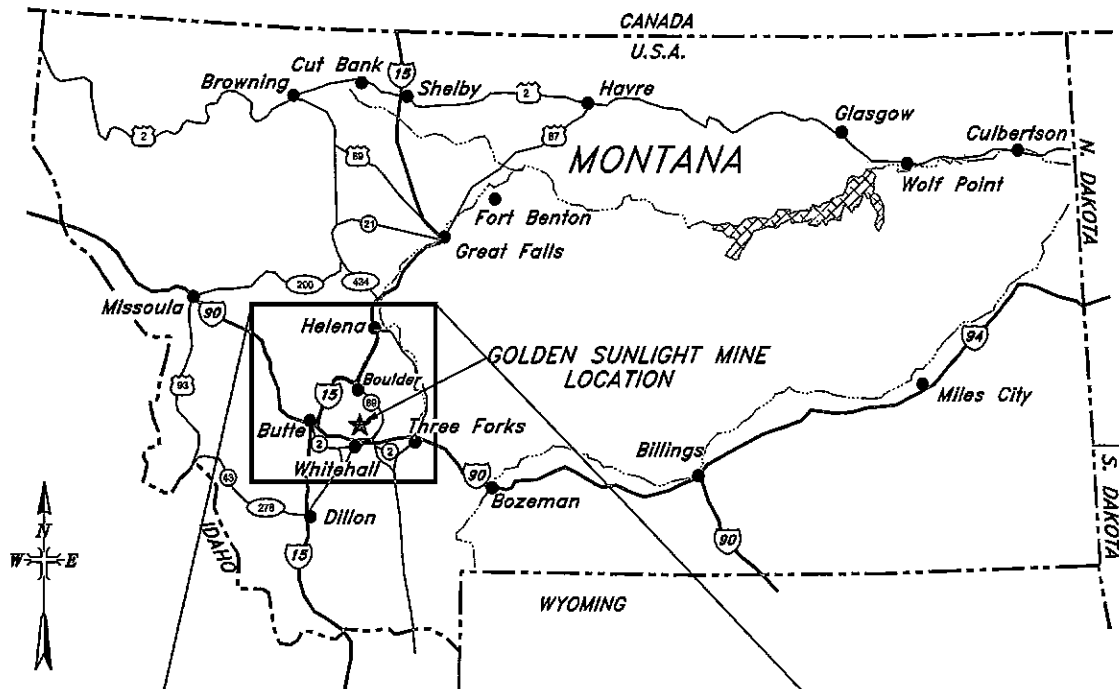 CANADA
U.S.A.
Cut Bank
15
Browning
Shelby
2
Havre
Glasgow
2
87
Culbertson
89
MONTANA
Wolf Point
N. DAKOTA
Fort Benton
21
Great Falls
200
434
Missoula
90
Helena
GOLDEN SUNLIGHT MINE
LOCATION
94
93
15
Boulder
69
Miles City
Butte
2
Three Forks
Whitehall
2
Billings
90
43
Bozeman
278
Dillon
S. DAKOTA
N
W
E
IDAHO
15
90
WYOMING